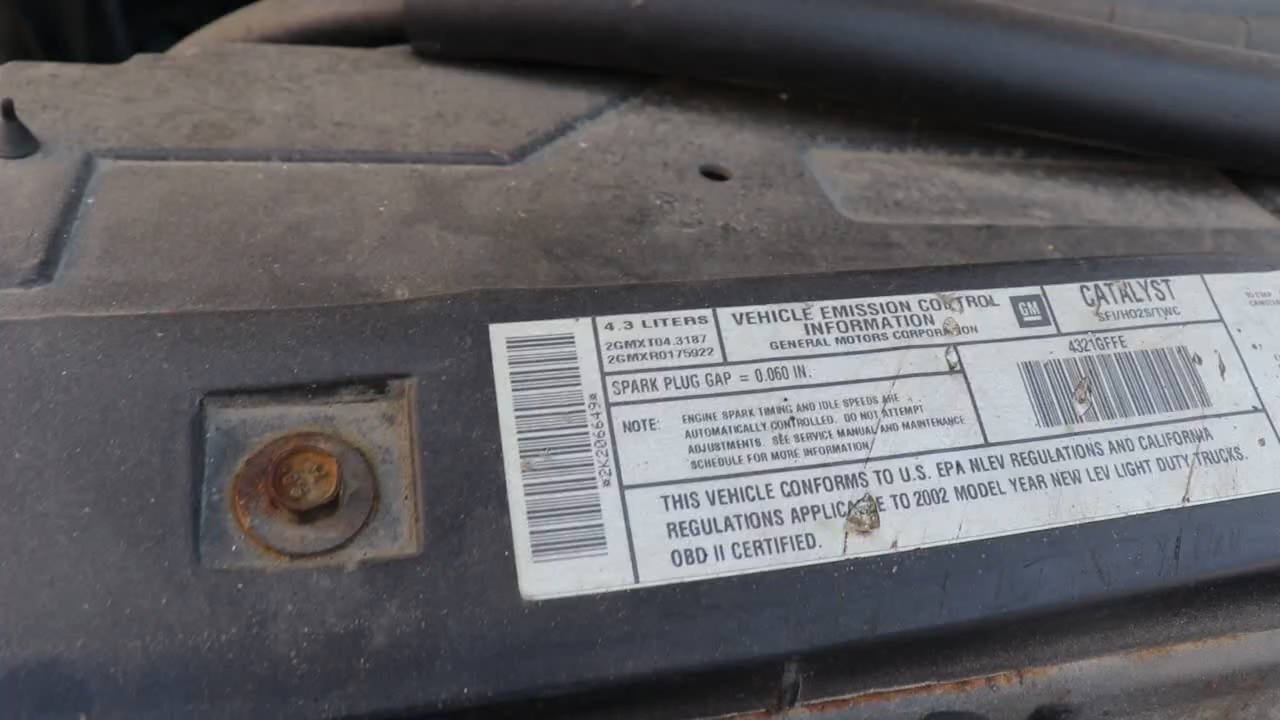 *2K206649*
4.3 LITERS
2GMXT04.3187
2GMXR0175922
VEHICLE EMISSION CONTROL
INFORMATION
GENERAL MOTORS CORPORATION
GM
CATALYST
SFI/HO2S/TWC
SPARK PLUG GAP = 0.060 IN.
4321GFFE
NOTE:
ENGINE SPARK TIMING AND IDLE SPEEDS ARE
AUTOMATICALLY CONTROLLED. DO NOT ATTEMPT
ADJUSTMENTS. SEE SERVICE MANUAL AND MAINTENANCE
SCHEDULE FOR MORE INFORMATION.
THIS VEHICLE CONFORMS TO U.S. EPA NLEV REGULATIONS AND CALIFORNIA
REGULATIONS APPLICABLE TO 2002 MODEL YEAR NEW LEV LIGHT DUTY TRUCKS.
OBD II CERTIFIED.